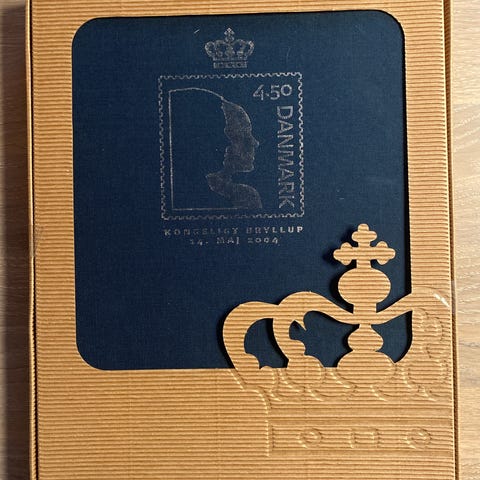 4.50
DANMARK
KONGELIGT BRYLLUP
14. MAJ 2004